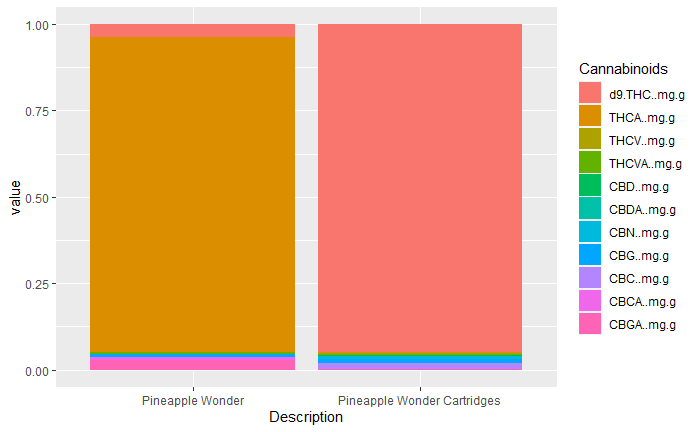 1.00
0.75
0.50
0.25
0.00
value
Pineapple Wonder
Pineapple Wonder Cartridges
Description
Cannabinoids
d9.THC..mg.g
THCA..mg.g
THCV..mg.g
THCVA..mg.g
CBD..mg.g
CBDA..mg.g
CBN..mg.g
CBG..mg.g
CBC..mg.g
CBCA..mg.g
CBGA..mg.g